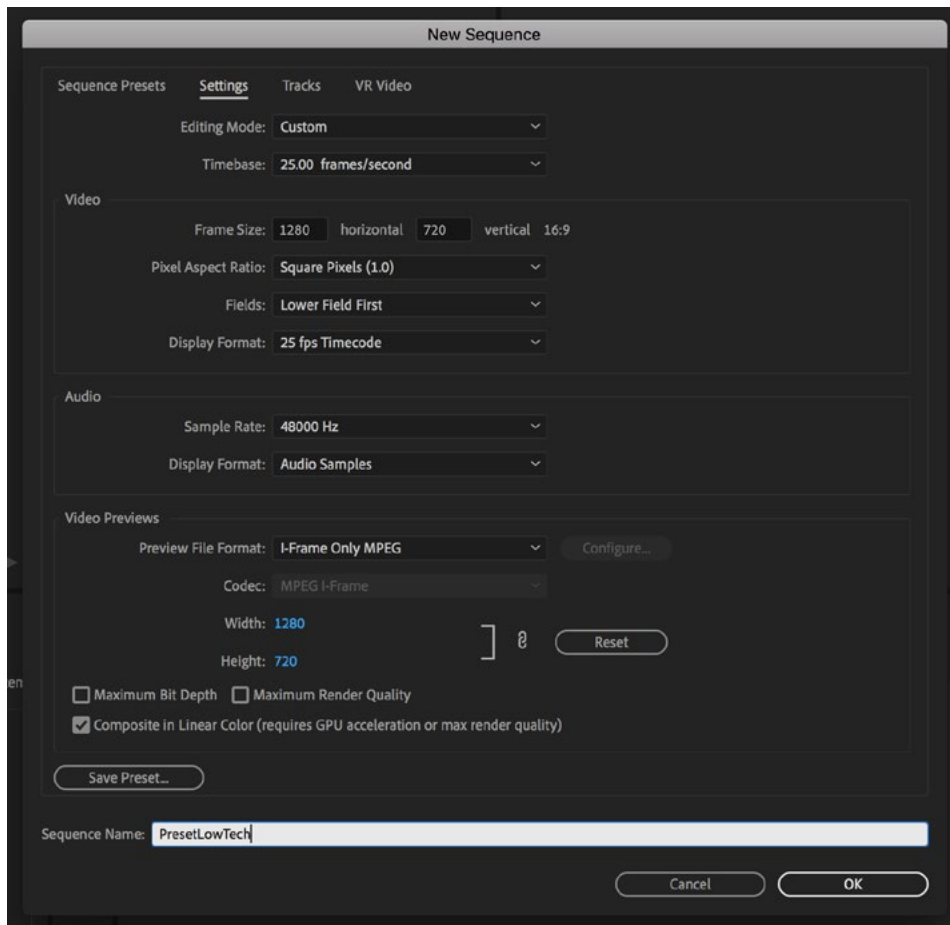 New Sequence
Sequence Presets Settings Tracks VR Video
Editing Mode: Custom
Timebase: 25.00 frames/second
Video
Frame Size: 1280 horizontal 720 vertical 16:9
Pixel Aspect Ratio: Square Pixels (1.0)
Fields: Lower Field First
Display Format: 25 fps Timecode
Audio
Sample Rate: 48000 Hz
Display Format: Audio Samples
Video Previews
Preview File Format: I-Frame Only MPEG Configure...
Codec: MPEG I-Frame
Width: 1280
Height: 720
Reset
en
Maximum Bit Depth Maximum Render Quality
Composite in Linear Color (requires GPU acceleration or max render quality)
Save Preset...
Sequence Name: PresetLowTech
Cancel OK